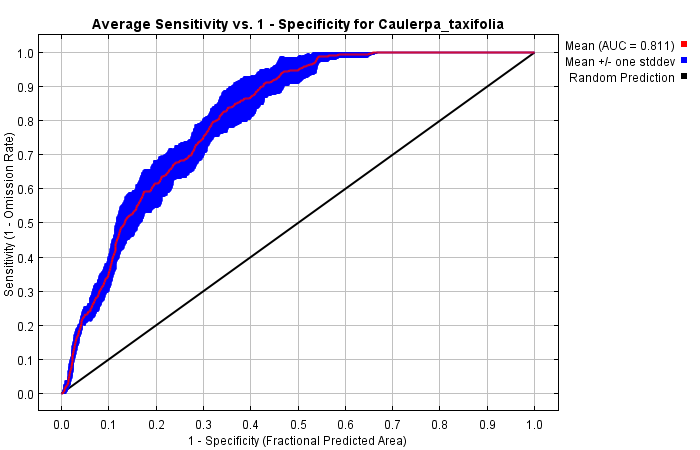 Average Sensitivity vs. 1 - Specificity for Caulerpa_taxifolia
Mean (AUC = 0.811)
Mean +/- one stddev
Random Prediction
Sensitivity (1 - Omission Rate)
1.0
0.9
0.8
0.7
0.6
0.5
0.4
0.3
0.2
0.1
0.0
0.0 0.1 0.2 0.3 0.4 0.5 0.6 0.7 0.8 0.9 1.0
1 - Specificity (Fractional Predicted Area)